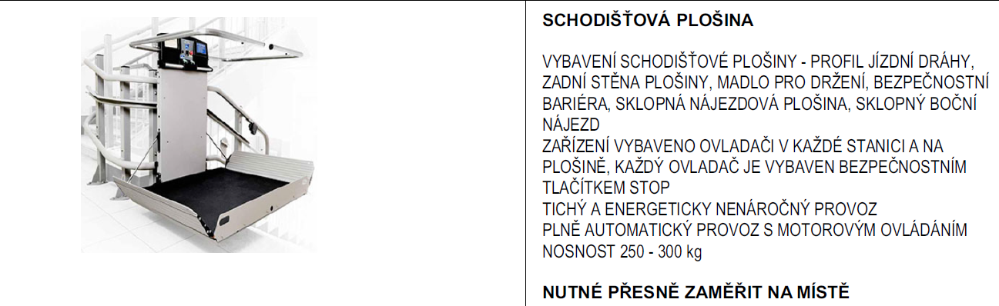 SCHODIŠŤOVÁ PLOŠINA
VYBAVENÍ SCHODIŠŤOVÉ PLOŠINY - PROFIL JÍZDNÍ DRÁHY,
ZADNÍ STĚNA PLOŠINY, MADLO PRO DRŽENÍ, BEZPEČNOSTNÍ
BARIÉRA, SKLOPNÁ NÁJEZDOVÁ PLOŠINA, SKLOPNÝ BOČNÍ
NÁJEZD
ZAŘÍZENÍ VYBAVENO OVLADAČI V KAŽDÉ STANICI A NA
PLOŠINĚ, KAŽDÝ OVLADAČ JE VYBAVEN BEZPEČNOSTNÍM
TLAČÍTKEM STOP
TICHÝ A ENERGETICKY NENÁROČNÝ PROVOZ
PLNĚ AUTOMATICKÝ PROVOZ S MOTOROVÝM OVLÁDÁNÍM
NOSNOST 250 - 300 kg
NUTNÉ PŘESNĚ ZAMĚŘIT NA MÍSTĚ